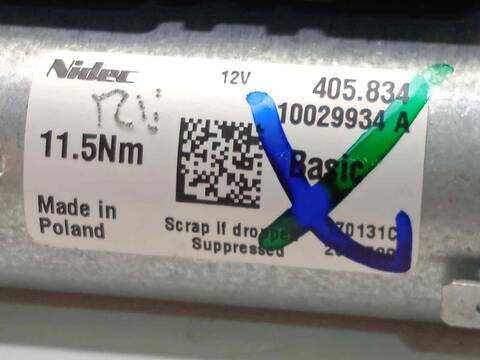 Nidec 12V 405.834
10029934 A
11.5Nm
Basic
Made in
Poland
Scrap if dropped
Suppressed